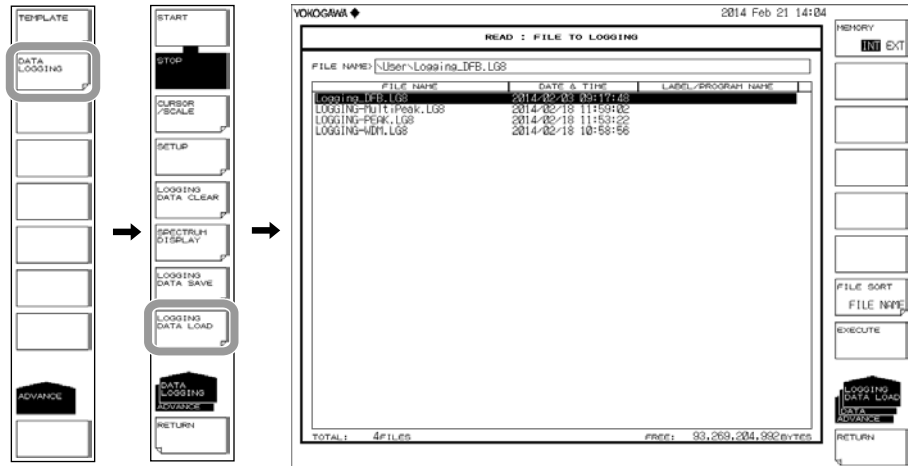 TEMPLATE
DATA
LOGGING
ADVANCE
START
STOP
CURSOR
/SCALE
SETUP
LOGGING
DATA CLEAR
SPECTRUM
DISPLAY
LOGGING
DATA SAVE
LOGGING
DATA LOAD
DATA
LOGGING
ADVANCE
RETURN
YOKOGAWA
2014 Feb 21 14:04
READ : FILE TO LOGGING
FILE NAME> \User\Logging_DFB.LG8
FILE NAME DATE & TIME LABEL/PROGRAM NAME
Logging_DFB.LG8 2014/02/03 09:17:48
LOGGING-MultiPeak.LG8 2014/02/18 11:59:02
LOGGING-PEAK.LG8 2014/02/18 11:53:22
LOGGING-WDM.LG8 2014/02/18 10:58:56
TOTAL: 4FILES FREE: 93,269,204,992BYTES
MEMORY
INT EXT
FILE SORT
FILE NAME
EXECUTE
LOGGING
DATA LOAD
DATA
ADVANCE
RETURN